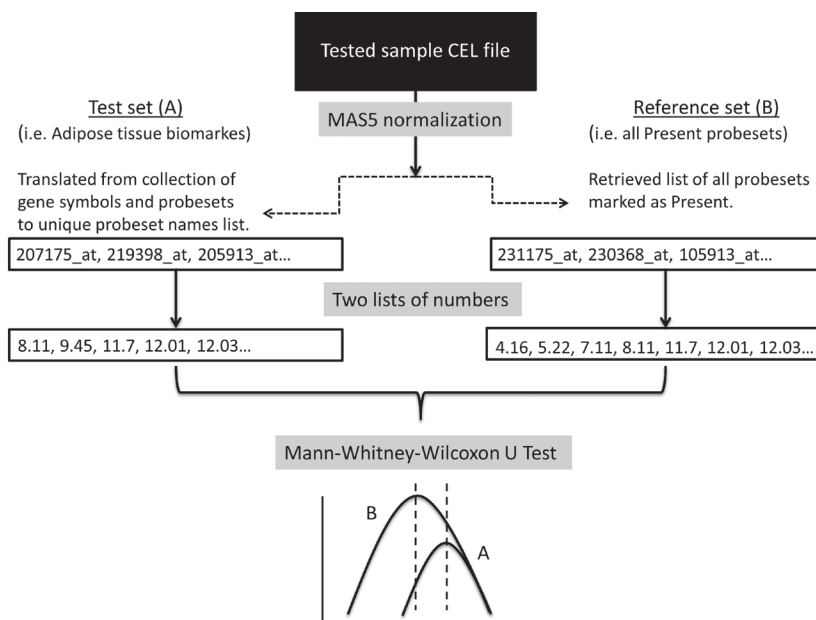 Tested sample CEL file
MAS5 normalization
Test set (A)
(i.e. Adipose tissue biomarkes)
Translated from collection of
gene symbols and probesets
to unique probeset names list.
Reference set (B)
(i.e. all Present probesets)
Retrieved list of all probesets
marked as Present.
207175_at, 219398_at, 205913_at...
231175_at, 230368_at, 105913_at...
Two lists of numbers
8.11, 9.45, 11.7, 12.01, 12.03...
4.16, 5.22, 7.11, 8.11, 11.7, 12.01, 12.03...
Mann-Whitney-Wilcoxon U Test
B
A